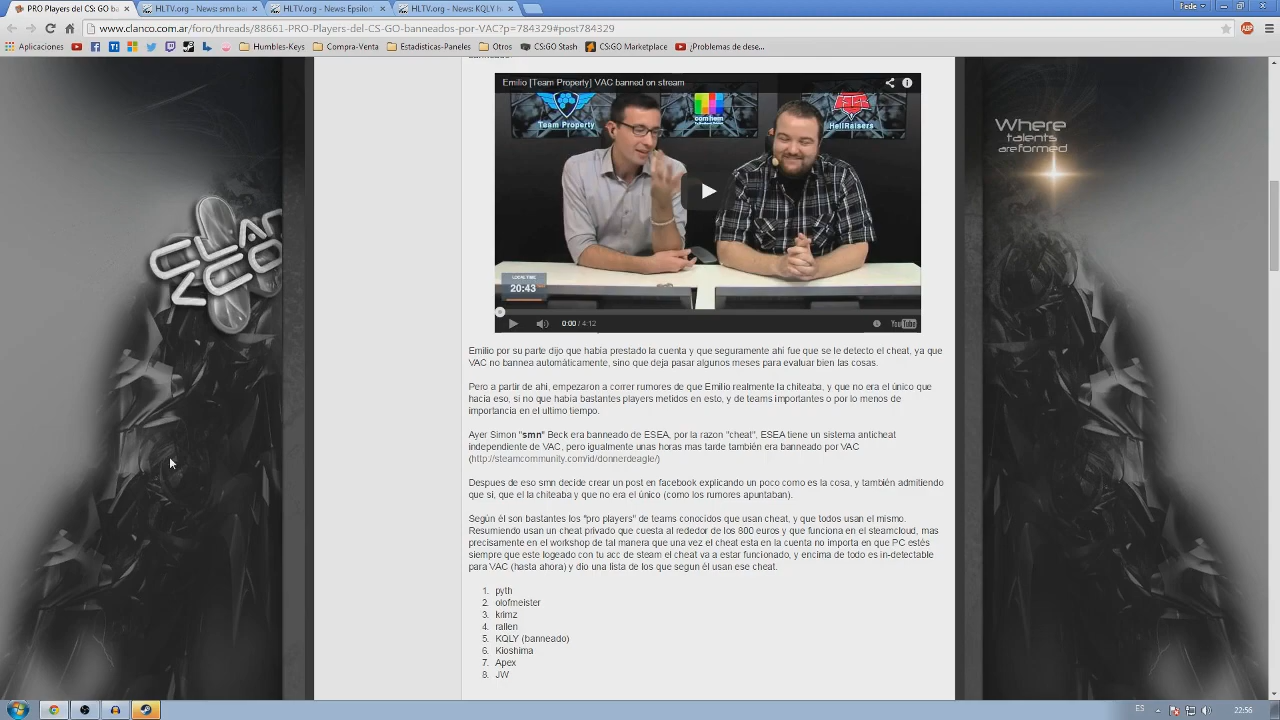 PRO Players del CS: GO ba
HLTV.org - News: smn ban
HLTV.org - News: Epsilon
HLTV.org - News: KQLY h
Fede
www.clanco.com.ar/foro/threads/88661-PRO-Players-del-CS-GO-banneados-por-VAC?p=784329#post784329
Aplicaciones
Humbles-Keys
Compra-Venta
Estadisticas-Paneles
Otros
CS:GO Stash
CS:GO Marketplace
¿Problemas de dese...
Emilio [Team Property] VAC banned on stream
Team Property
com hem
HellRaisers
LOCAL TIME
20:43
0:00 / 4:12
YouTube
Where
talents
are formed
CLAN
CO
Emilio por su parte dijo que había prestado la cuenta y que seguramente ahí fue que se le detecto el cheat, ya que
VAC no bannea automáticamente, sino que deja pasar algunos meses para evaluar bien las cosas.
Pero a partir de ahí, empezaron a correr rumores de que Emilio realmente la chiteaba, y que no era el único que
hacia eso, si no que había bastantes players metidos en esto, y de teams importantes o por lo menos de
importancia en el ultimo tiempo.
Ayer Simon "smn" Beck era banneado de ESEA, por la razon "cheat", ESEA tiene un sistema anticheat
independiente de VAC, pero igualmente unas horas mas tarde también era banneado por VAC
(http://steamcommunity.com/id/donnerdeagle/)
Despues de eso smn decide crear un post en facebook explicando un poco como es la cosa, y también admitiendo
que si, que el la chiteaba y que no era el único (como los rumores apuntaban).
Según él son bastantes los "pro players" de teams conocidos que usan cheat, y que todos usan el mismo.
Resumiendo usan un cheat privado que cuesta al rededor de los 800 euros y que funciona en el steamcloud, mas
precisamente en el workshop de tal manera que una vez el cheat esta en la cuenta no importa en que PC estés
siempre que este logeado con tu acc de steam el cheat va a estar funcionado, y encima de todo es in-detectable
para VAC (hasta ahora) y dio una lista de los que segun él usan ese cheat.
1. pyth
2. olofmeister
3. krimz
4. rallen
5. KQLY (banneado)
6. Kioshima
7. Apex
8. JW
ES
22:56